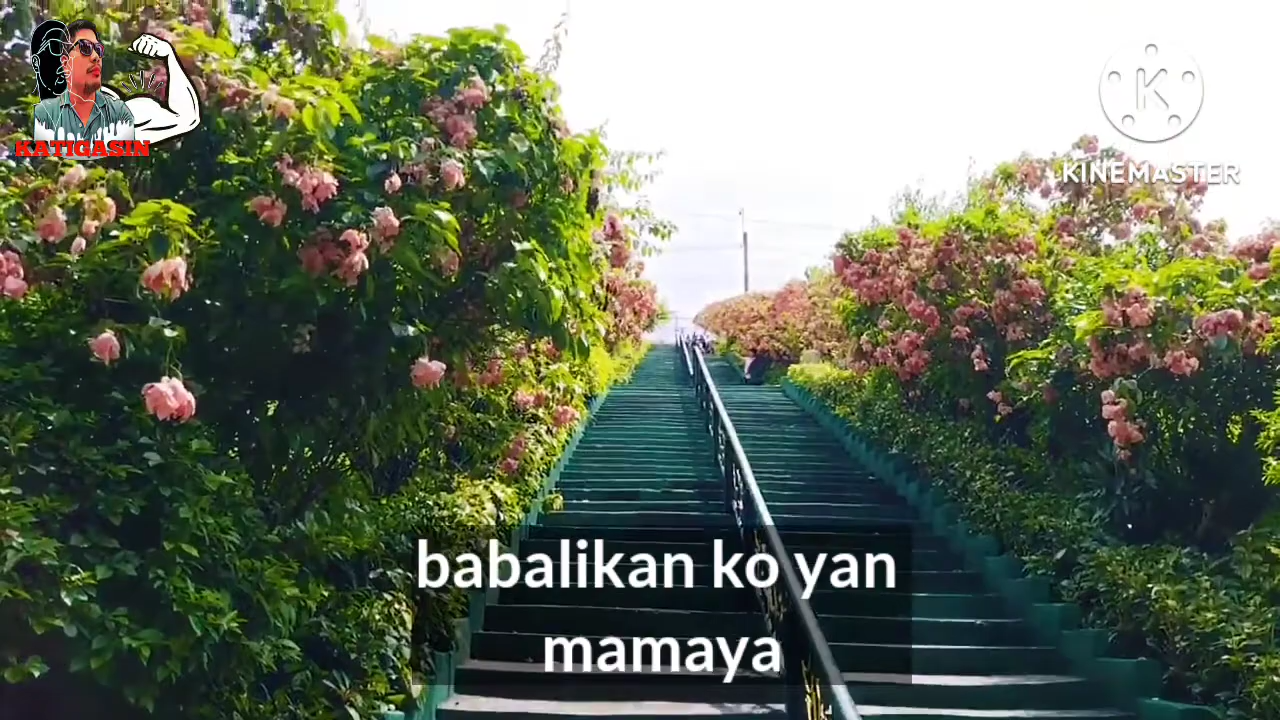 KATIGASIN
K
KINEMASTER
babalikan ko yan
mamaya